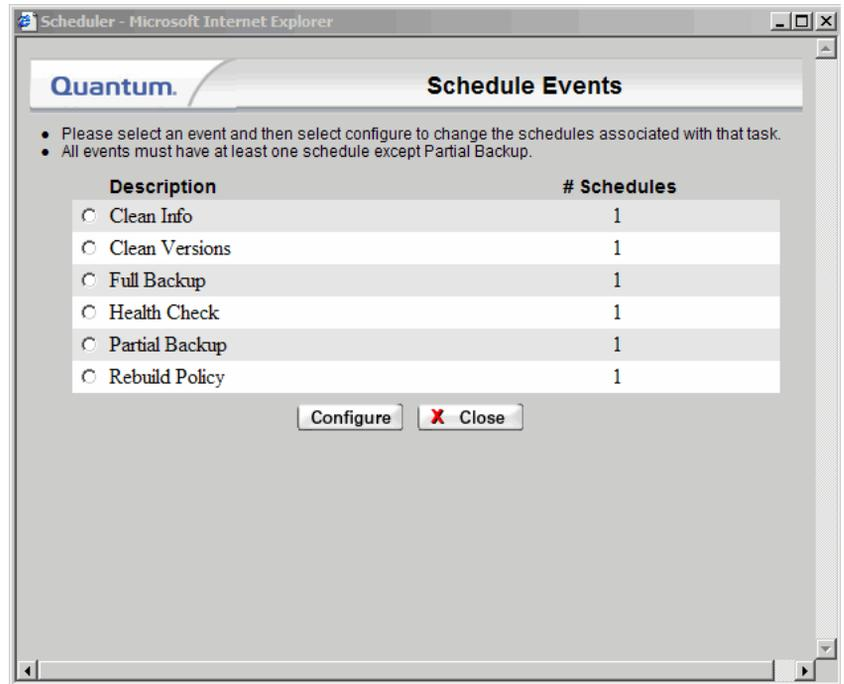 Scheduler - Microsoft Internet Explorer
Quantum.
Schedule Events
• Please select an event and then select configure to change the schedules associated with that task.
• All events must have at least one schedule except Partial Backup.
Description # Schedules
Clean Info 1
Clean Versions 1
Full Backup 1
Health Check 1
Partial Backup 1
Rebuild Policy 1
Configure X Close